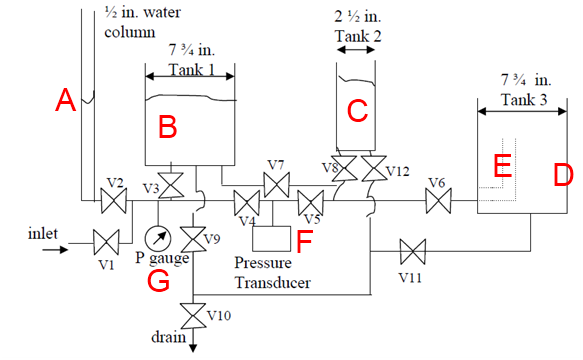 ½ in. water
column
2 ½ in.
Tank 2
7 ¾ in.
Tank 1
7 ¾ in.
Tank 3
A
B
C
E
D
V2
V3
V7
V8
V12
V6
V4
V5
inlet
V1
P gauge
V9
F
G
Pressure
Transducer
V11
V10
drain